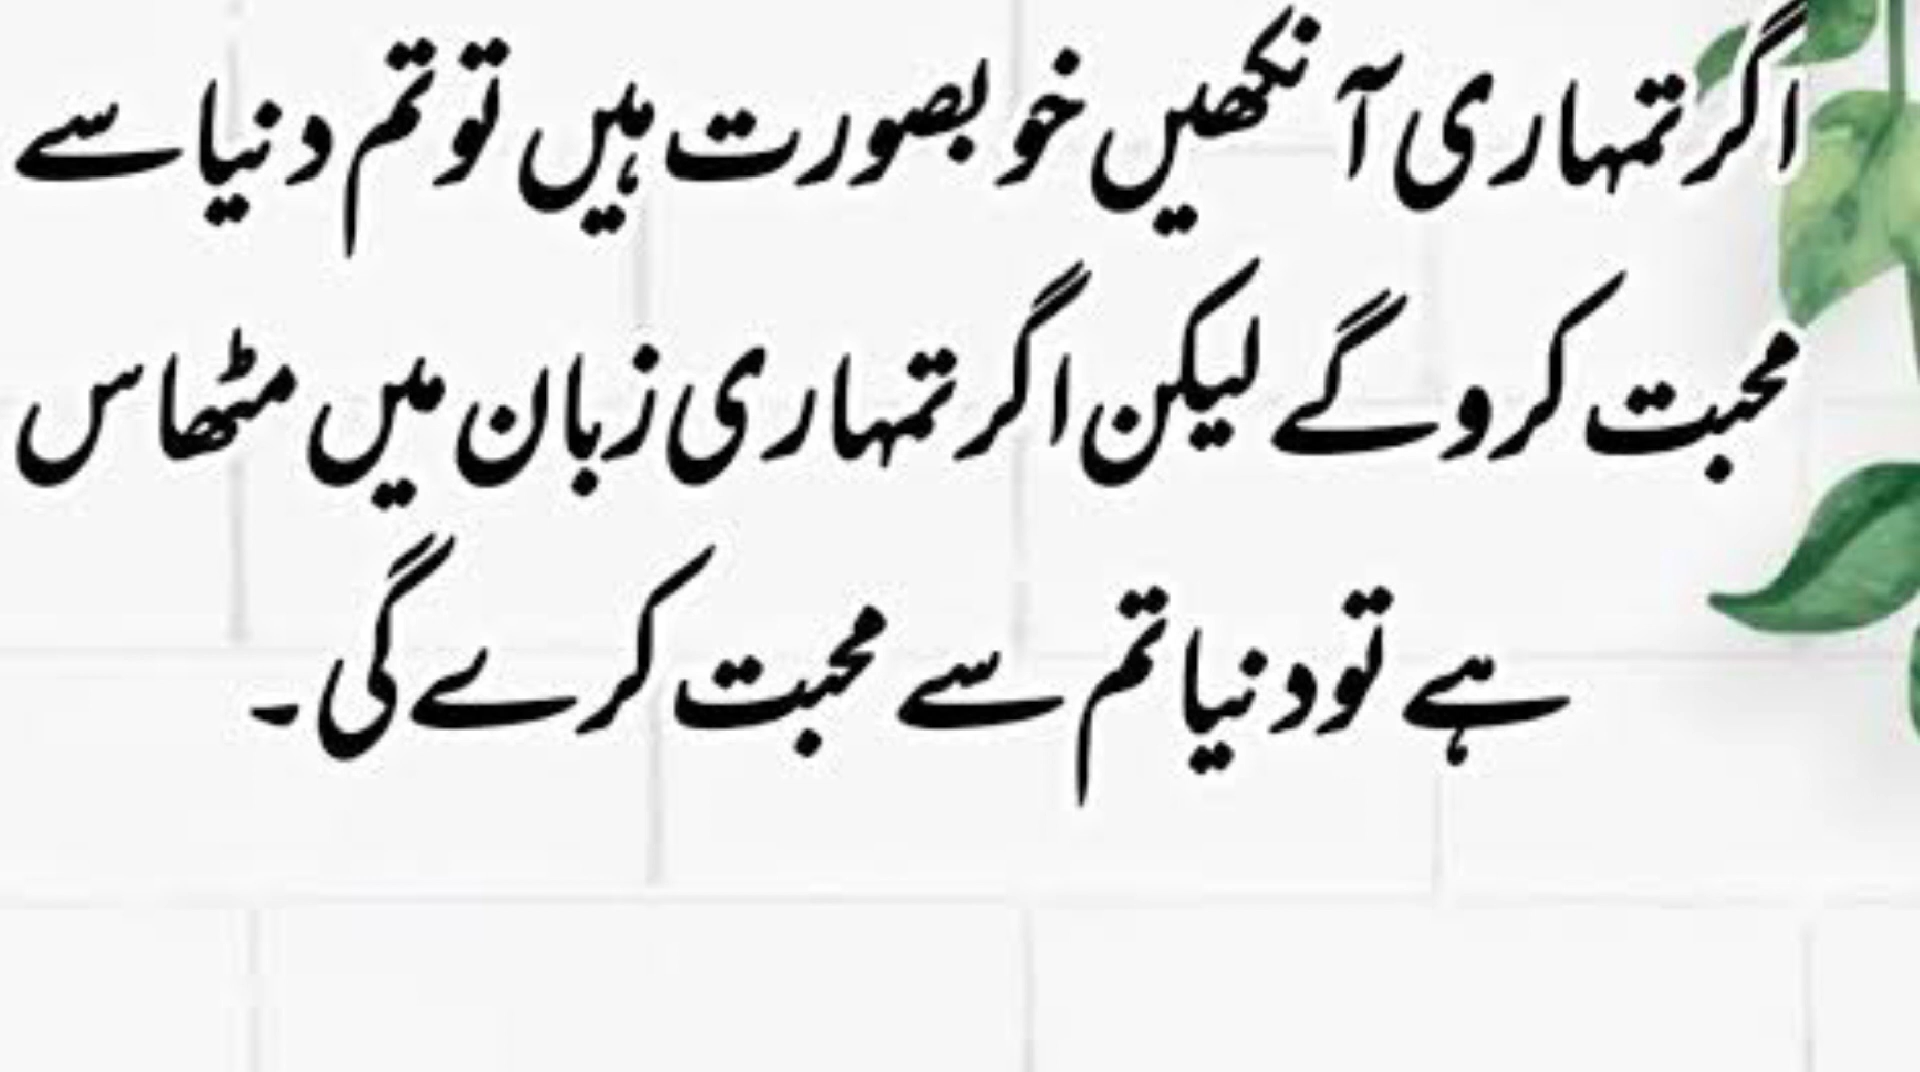 اگر تمہاری آنکھیں خوبصورت ہیں تو تم دنیا سے
محبت کرو گے لیکن اگر تمہاری زبان میں مٹھاس
ہے تو دنیا تم سے محبت کرے گی۔